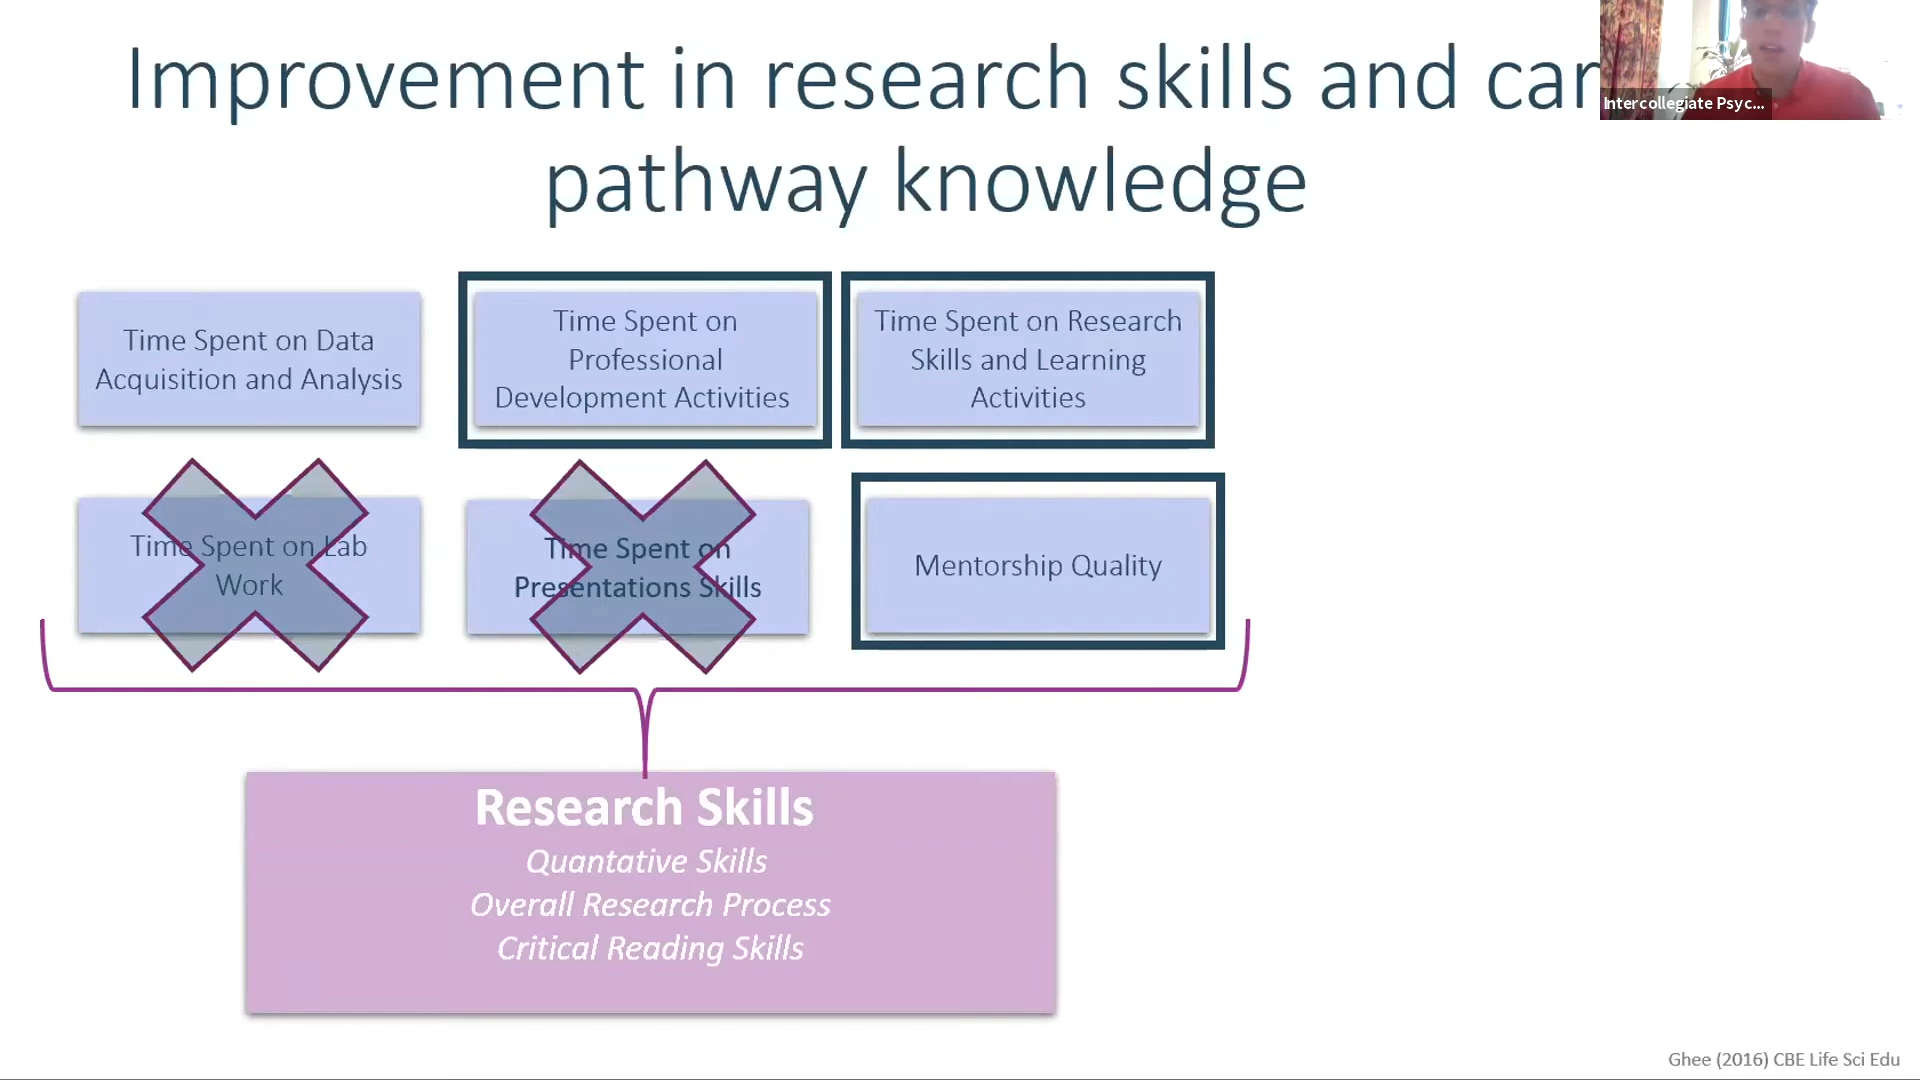 Improvement in research skills and car
pathway knowledge
Intercollegiate Psyc...
Time Spent on Data
Acquisition and Analysis
Time Spent on
Professional
Development Activities
Time Spent on Research
Skills and Learning
Activities
Time Spent on Lab
Work
Time Spent on
Presentations Skills
Mentorship Quality
Research Skills
Quantative Skills
Overall Research Process
Critical Reading Skills
Ghee (2016) CBE Life Sci Edu